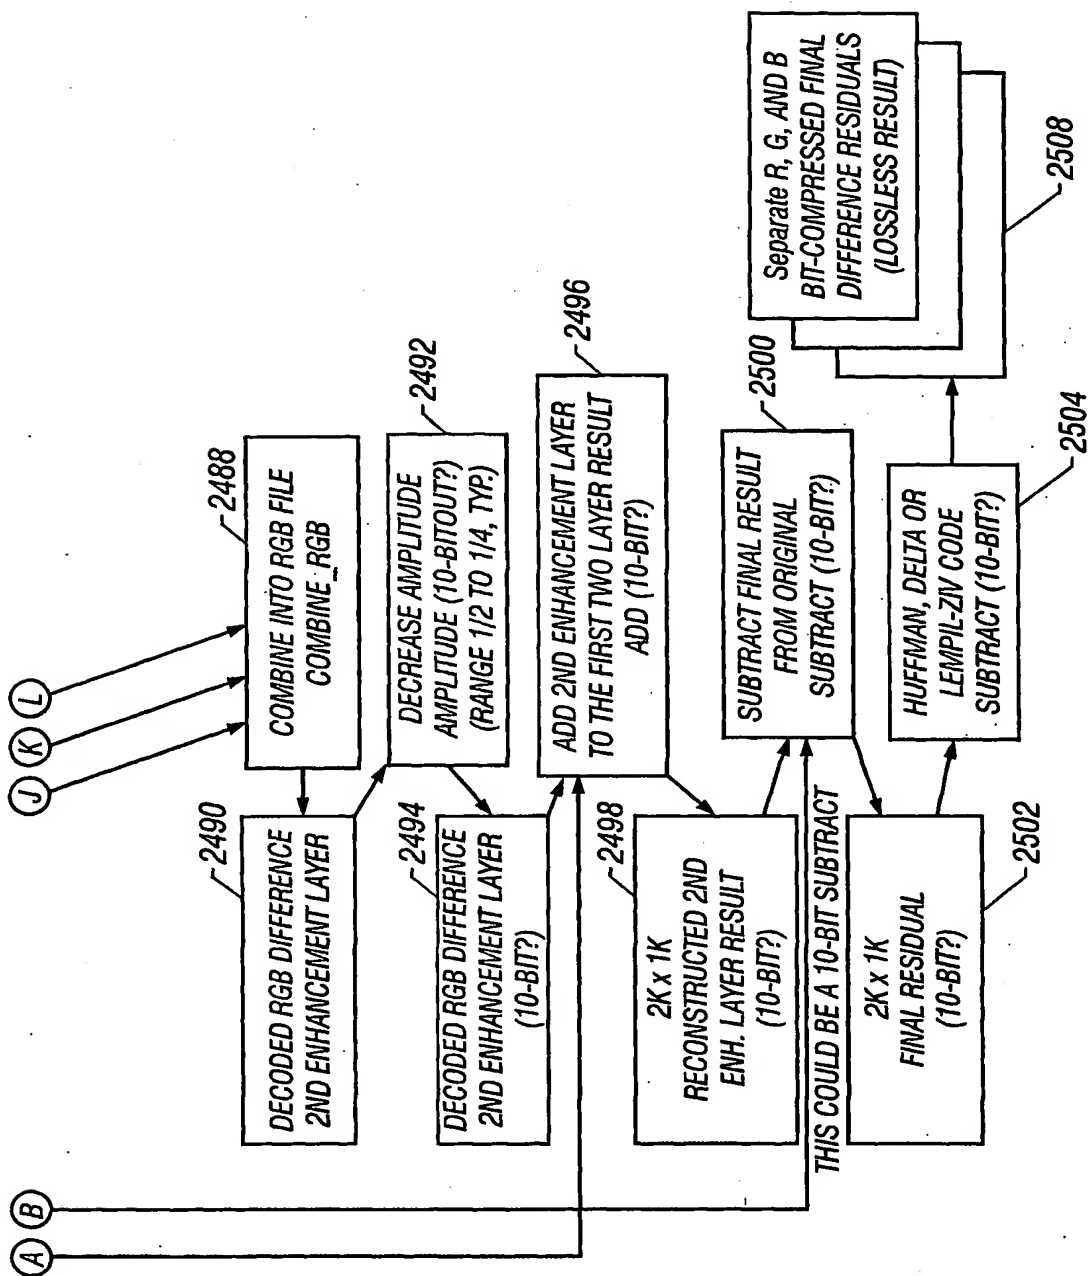 A
B
J
K
L
2488
COMBINE INTO RGB FILE
COMBINE_RGB
2490
DECODED RGB DIFFERENCE
2ND ENHANCEMENT LAYER
2492
DECREASE AMPLITUDE
AMPLITUDE (10-BITOUT?)
(RANGE 1/2 TO 1/4, TYP.)
2494
DECODED RGB DIFFERENCE
2ND ENHANCEMENT LAYER
(10-BIT?)
2496
ADD 2ND ENHANCEMENT LAYER
TO THE FIRST TWO LAYER RESULT
ADD (10-BIT?)
2498
2K x 1K
RECONSTRUCTED 2ND
ENH. LAYER RESULT
(10-BIT?)
2500
SUBTRACT FINAL RESULT
FROM ORIGINAL
SUBTRACT (10-BIT?)
THIS COULD BE A 10-BIT SUBTRACT
2K x 1K
FINAL RESIDUAL
(10-BIT?)
2502
HUFFMAN, DELTA OR
LEMPIL-ZIV CODE
SUBTRACT (10-BIT?)
2504
Separate R, G, AND B
BIT-COMPRESSED FINAL
DIFFERENCE RESIDUALS
(LOSSLESS RESULT)
2508